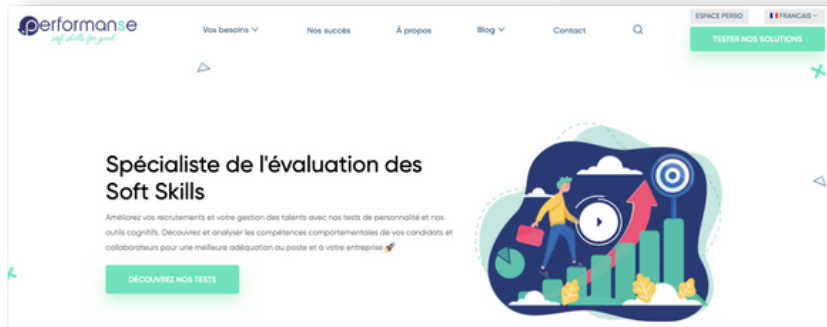 performanse
soft skills for good
Vos besoins
Nos succès
À propos
Blog
Contact
ESPACE PERSO
FRANÇAIS
TESTER NOS SOLUTIONS
Spécialiste de l'évaluation des
Soft Skills
Améliorez vos recrutements et votre gestion des talents avec nos tests de personnalité et nos
outils cognitifs. Découvrez et analyser les compétences comportementales de vos candidats et
collaborateurs pour une meilleure adéquation au poste et à votre entreprise 🚀
DÉCOUVREZ NOS TESTS